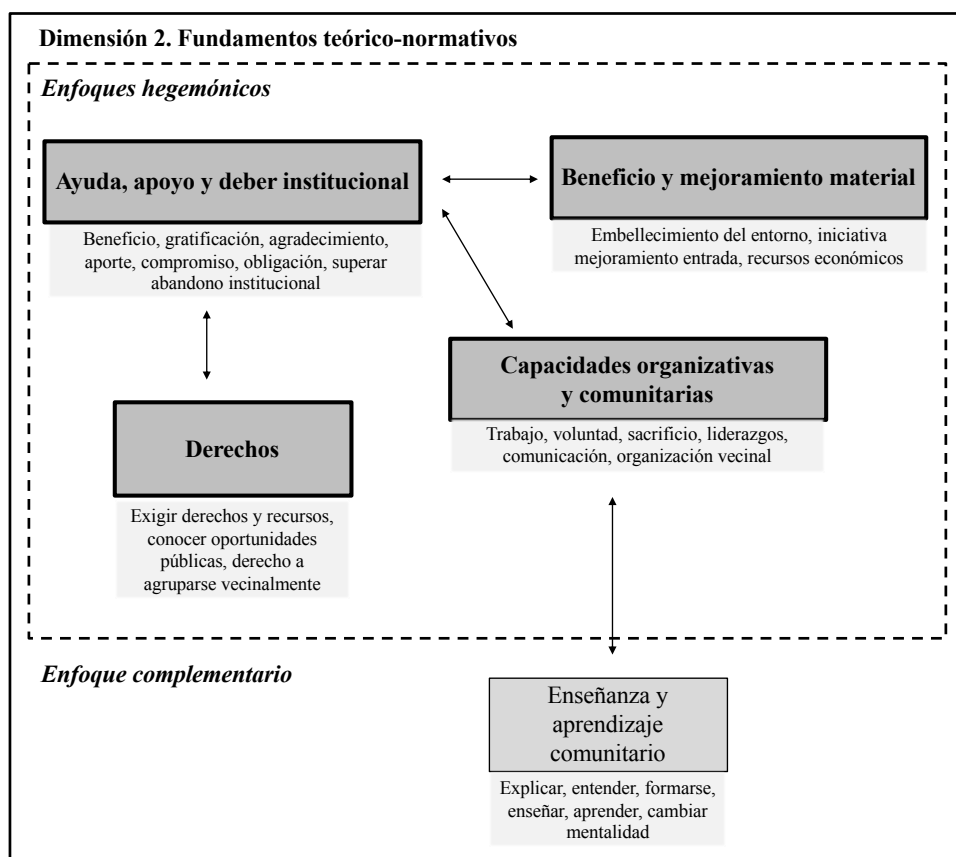 Dimensión 2. Fundamentos teórico-normativos
Enfoques hegemónicos
Ayuda, apoyo y deber institucional
Beneficio, gratificación, agradecimiento,
aporte, compromiso, obligación, superar
abandono institucional
Beneficio y mejoramiento material
Embellecimiento del entorno, iniciativa
mejoramiento entrada, recursos económicos
Capacidades organizativas
y comunitarias
Trabajo, voluntad, sacrificio, liderazgos,
comunicación, organización vecinal
Derechos
Exigir derechos y recursos,
conocer oportunidades
públicas, derecho a
agruparse vecinalmente
Enfoque complementario
Enseñanza y
aprendizaje
comunitario
Explicar, entender, formarse,
enseñar, aprender, cambiar
mentalidad